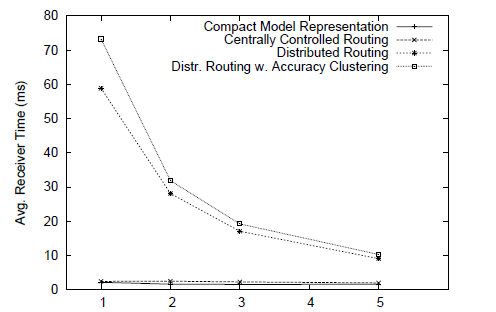 80
70
60
50
40
30
20
10
0
Avg. Receiver Time (ms)
Compact Model Representation
Centrally Controlled Routing
Distributed Routing
Distr. Routing w. Accuracy Clustering
1 2 3 4 5